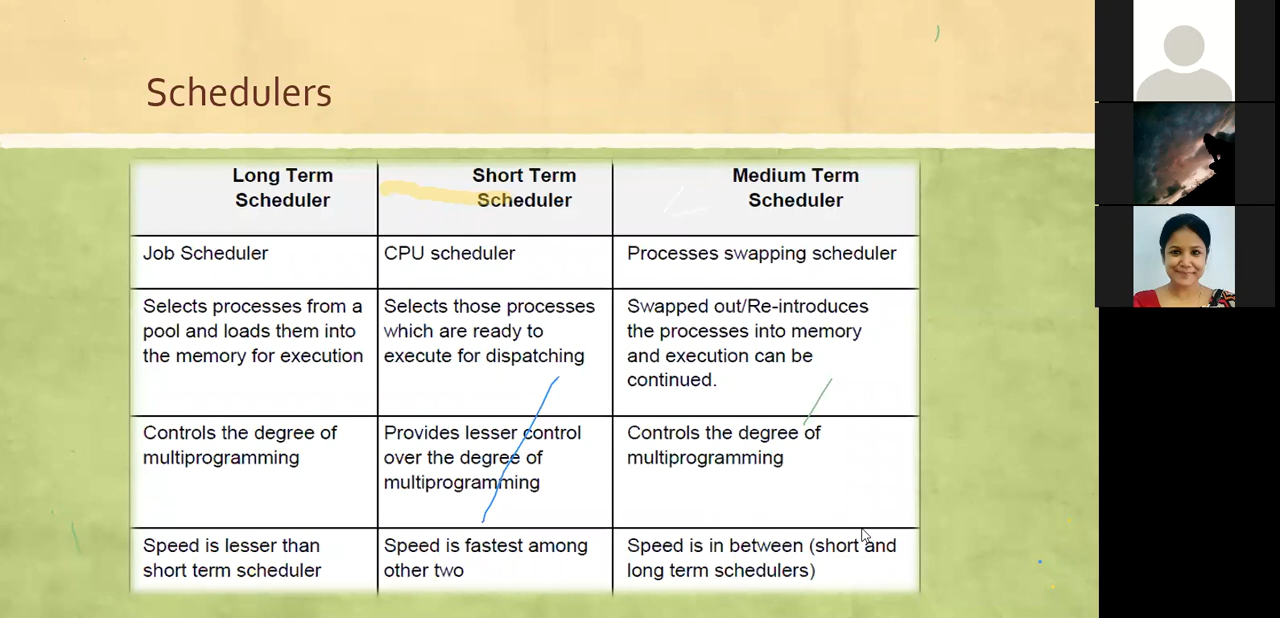 Schedulers
Long Term
Scheduler
Short Term
Scheduler
Medium Term
Scheduler
Job Scheduler
CPU scheduler
Processes swapping scheduler
Selects processes from a
pool and loads them into
the memory for execution
Selects those processes
which are ready to
execute for dispatching
Swapped out/Re-introduces
the processes into memory
and execution can be
continued.
Controls the degree of
multiprogramming
Provides lesser control
over the degree of
multiprogramming
Controls the degree of
multiprogramming
Speed is lesser than
short term scheduler
Speed is fastest among
other two
Speed is in between (short and
long term schedulers)